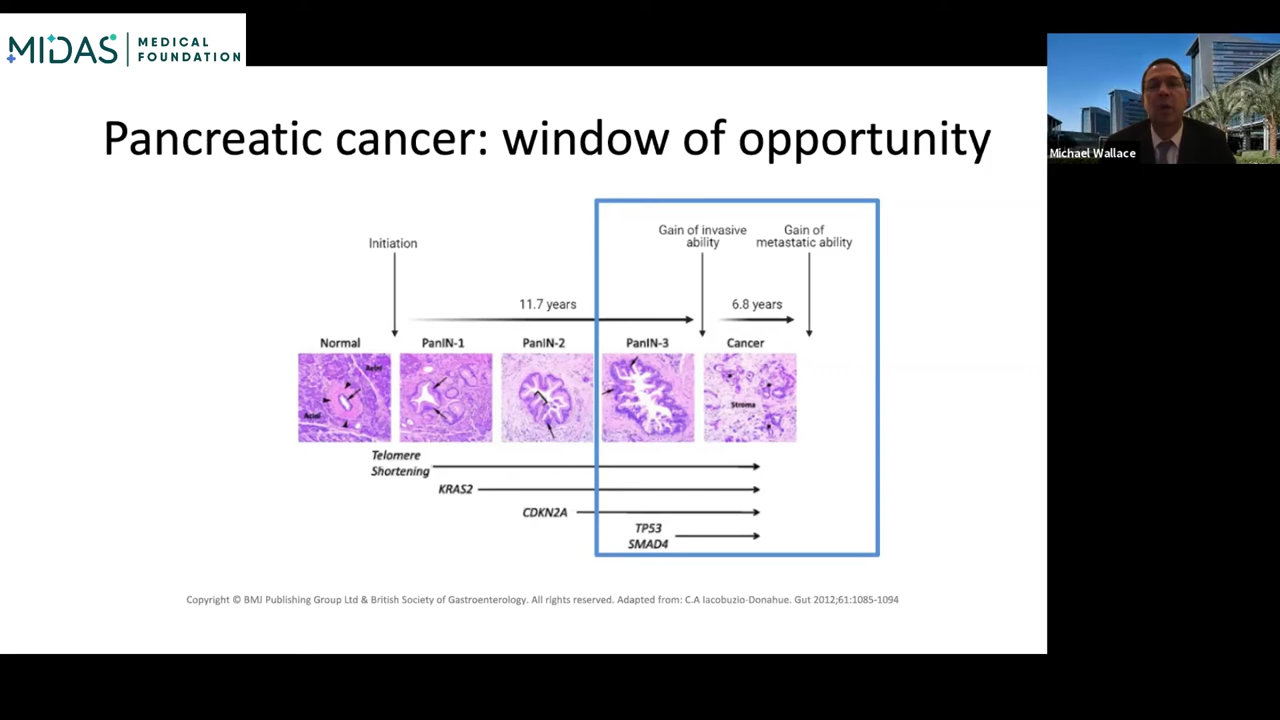 MIDAS
MEDICAL
FOUNDATION
Michael Wallace
Pancreatic cancer: window of opportunity
Initiation
Gain of invasive
ability
Gain of
metastatic ability
11.7 years
6.8 years
Normal
PanIN-1
PanIN-2
PanIN-3
Cancer
Acini
Acini
Stroma
Telomere
Shortening
KRAS2
CDKN2A
TP53
SMAD4
Copyright © BMJ Publishing Group Ltd & British Society of Gastroenterology. All rights reserved. Adapted from: C.A Iacobuzio-Donahue. Gut 2012;61:1085-1094